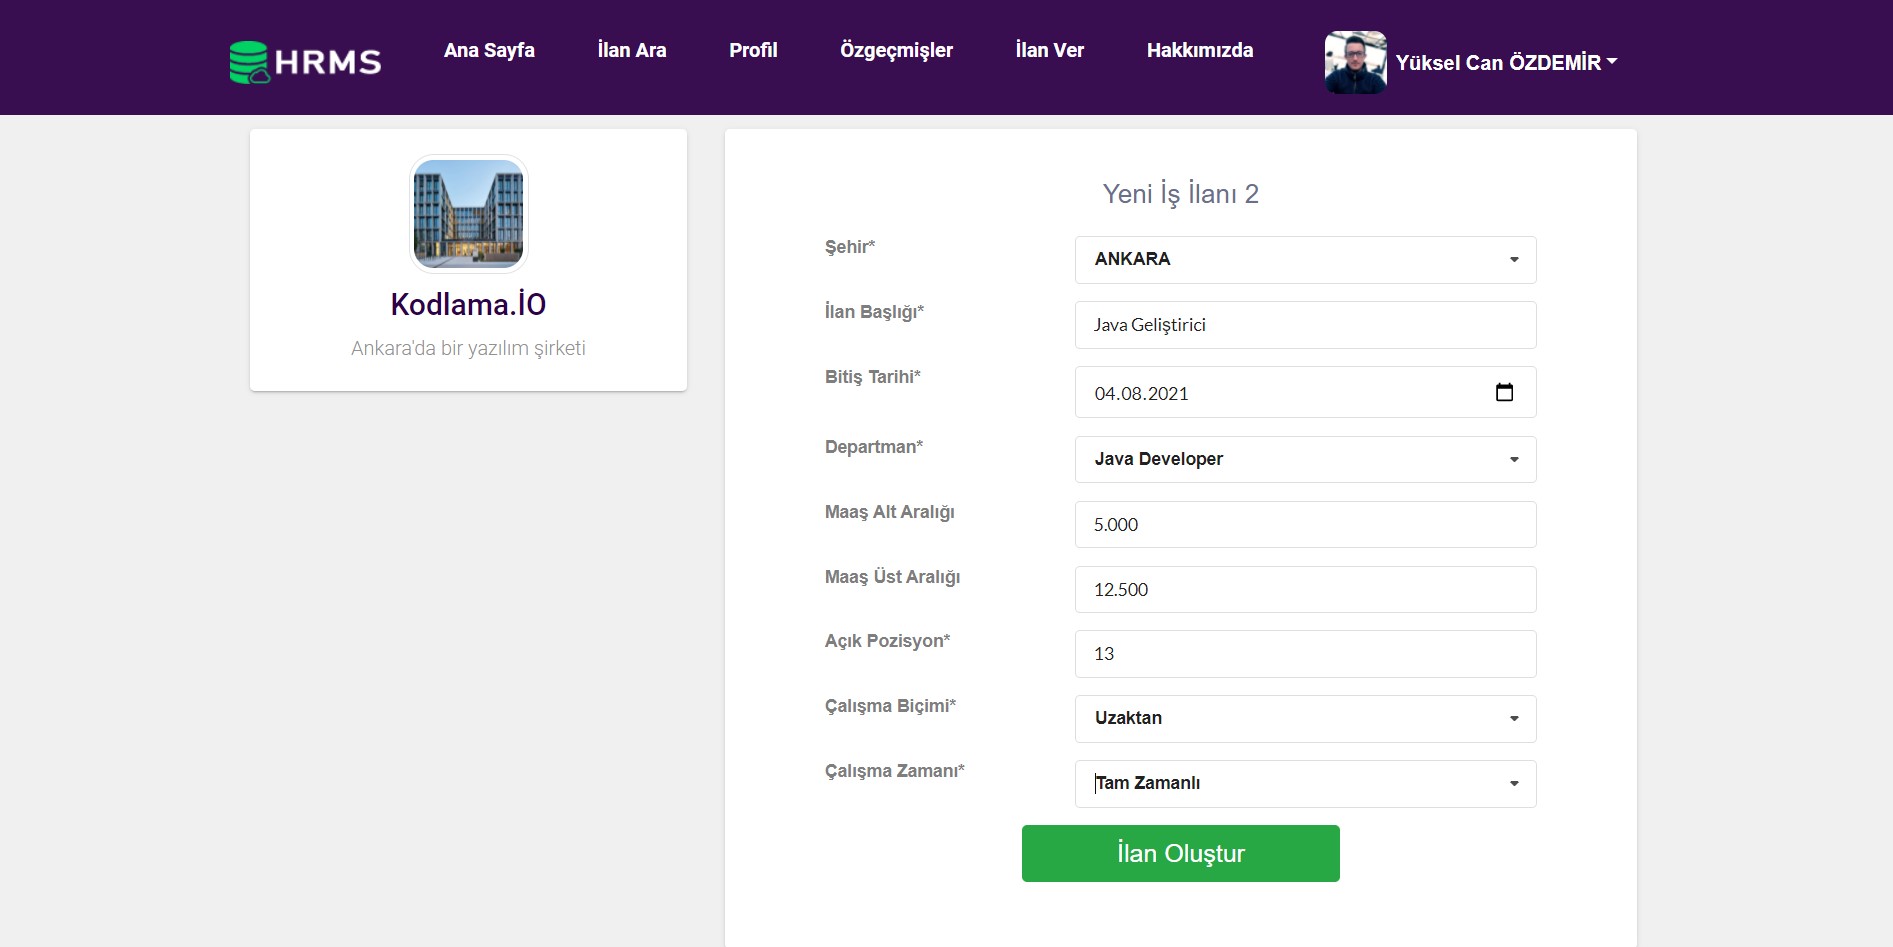 HRMS
Ana Sayfa
İlan Ara
Profil
Özgeçmişler
İlan Ver
Hakkımızda
Yüksel Can ÖZDEMİR
Kodlama.İO
Ankara'da bir yazılım şirketi
Yeni İş İlanı 2
Şehir*
ANKARA
İlan Başlığı*
Java Geliştirici
Bitiş Tarihi*
04.08.2021
Departman*
Java Developer
Maaş Alt Aralığı
5.000
Maaş Üst Aralığı
12.500
Açık Pozisyon*
13
Çalışma Biçimi*
Uzaktan
Çalışma Zamanı*
Tam Zamanlı
İlan Oluştur